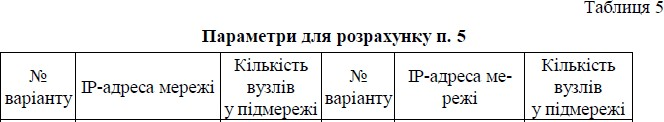 Таблиця 5
Параметри для розрахунку п. 5
№ варіанту
IP-адреса мережі
Кількість вузлів у підмережі
№ варіанту
IP-адреса ме-
режі
Кількість вузлів у підмережі